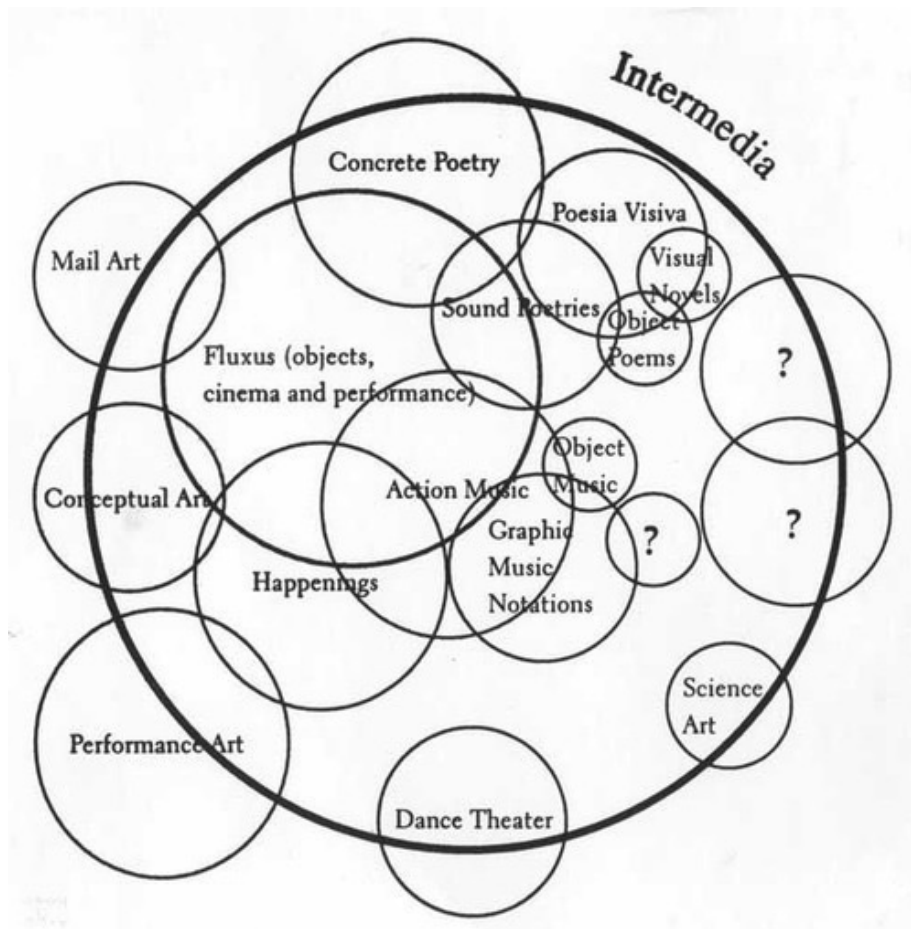 Intermedia
Concrete Poetry
Poesia Visiva
Mail Art
Visual
Novels
Sound Poetries
Object
Poems
Fluxus (objects,
cinema and performance)
?
Object
Music
Conceptual Art
Action Music
Graphic
Music
Notations
?
?
Happenings
Science
Art
Performance Art
Dance Theater